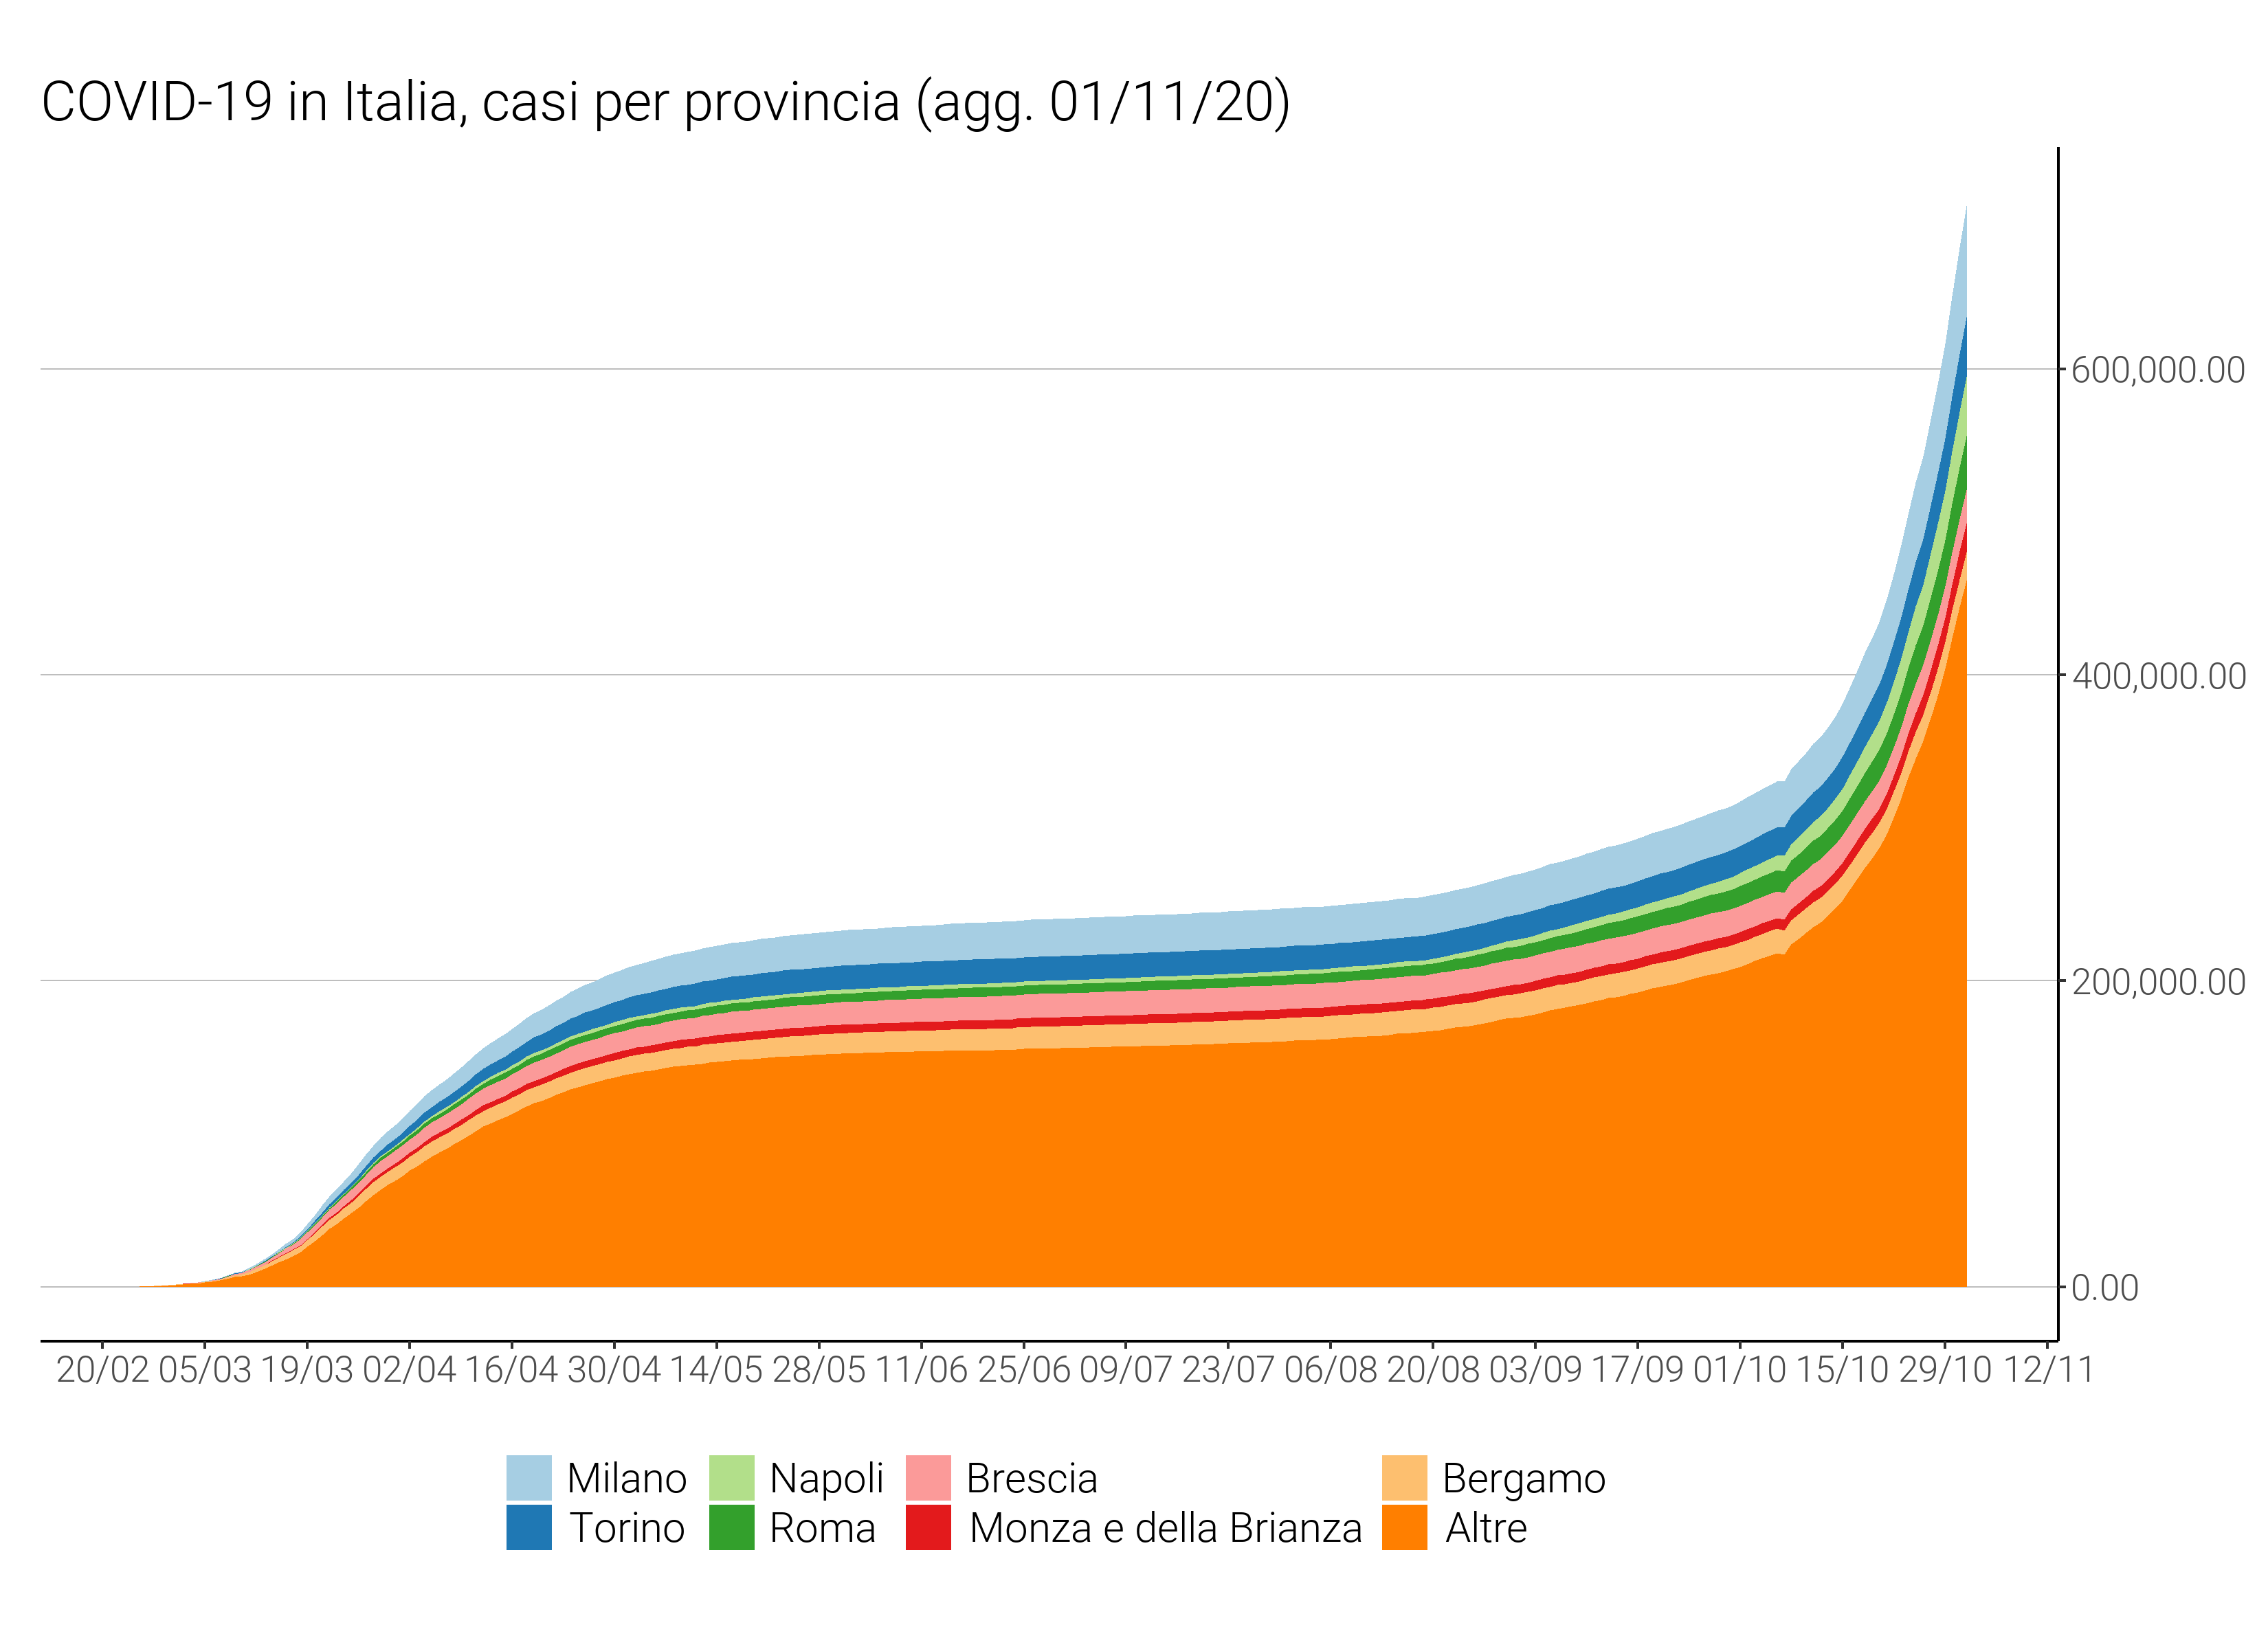 COVID-19 in Italia, casi per provincia (agg. 01/11/20)
600,000.00
400,000.00
200,000.00
0.00
20/02 05/03 19/03 02/04 16/04 30/04 14/05 28/05 11/06 25/06 09/07 23/07 06/08 20/08 03/09 17/09 01/10 15/10 29/10 12/11
Milano Napoli Brescia Bergamo
Torino Roma Monza e della Brianza Altre